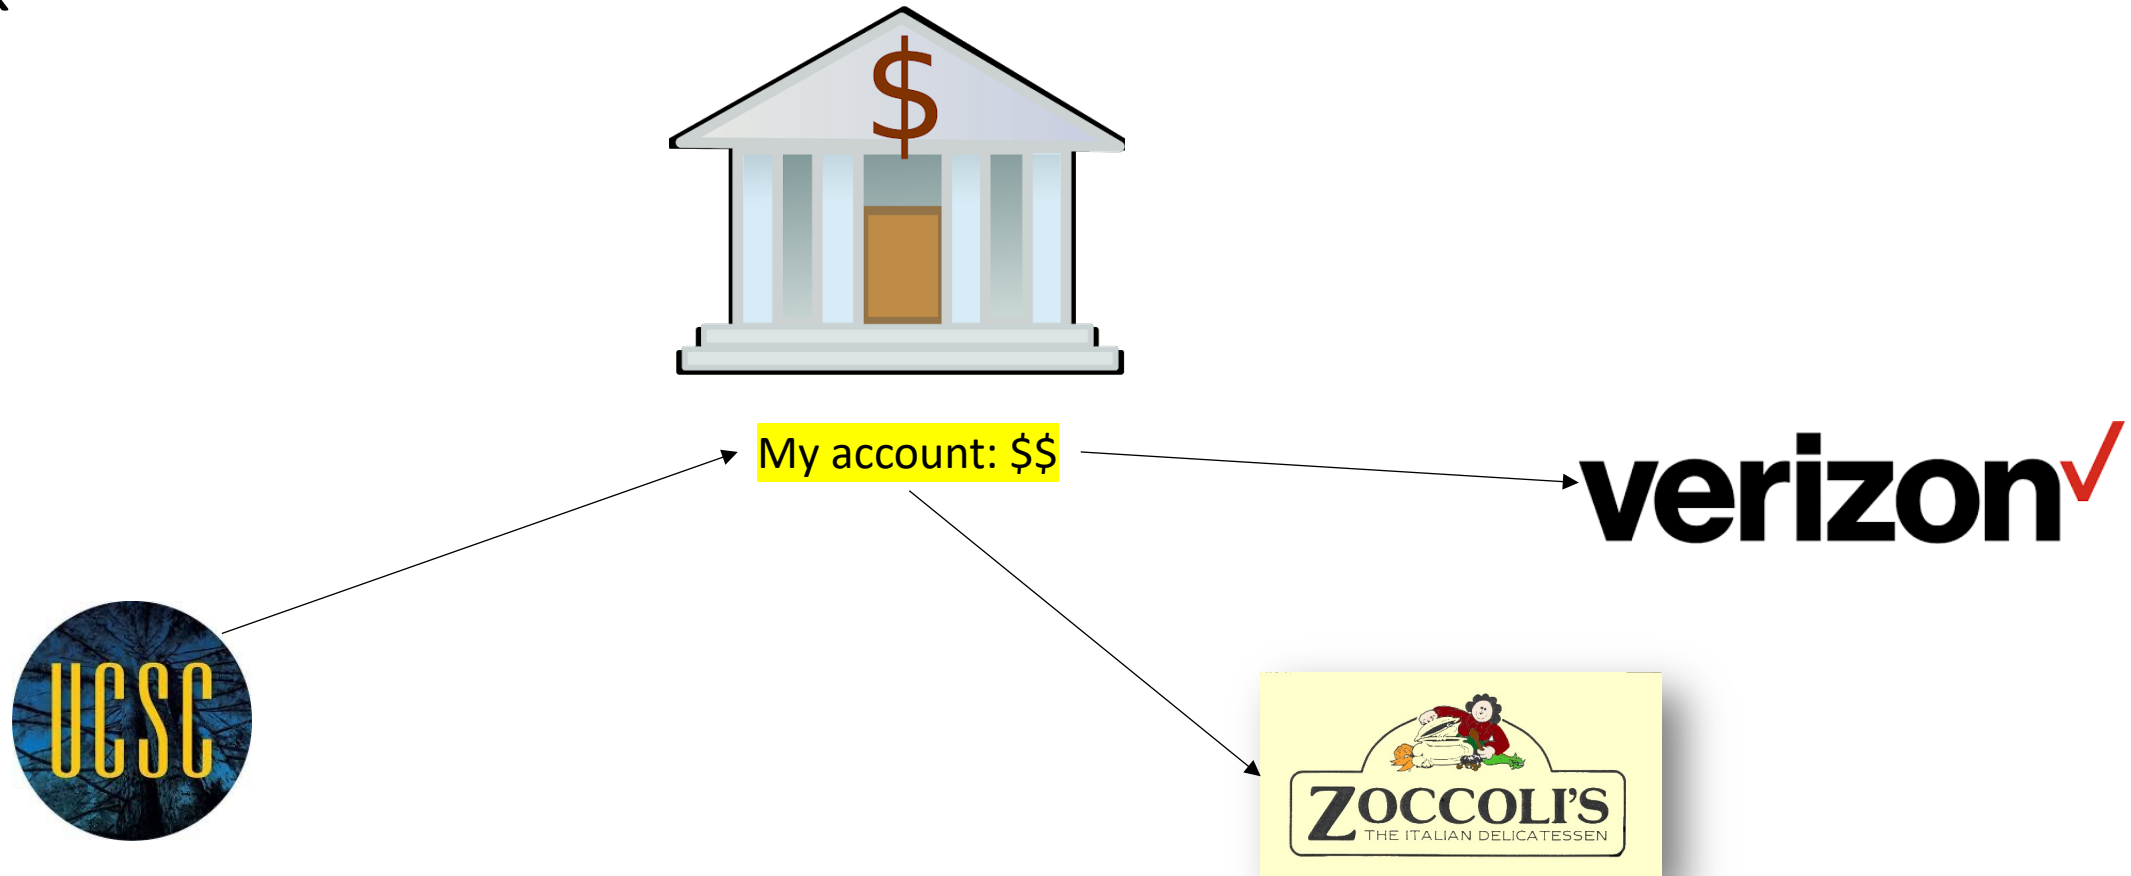 $
My account: $$
verizon
UCSC
ZOCCOLI'S
THE ITALIAN DELICATESSEN